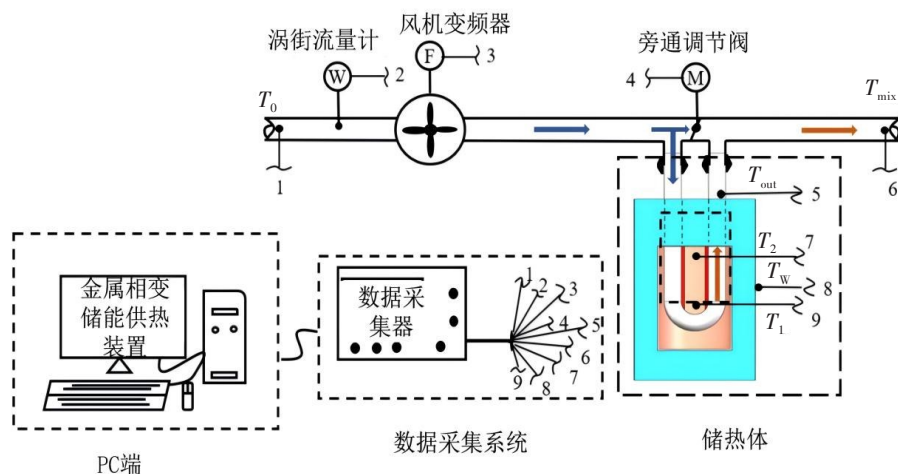 风机变频器
涡街流量计
旁通调节阀
F
3
W
2
4
M
T0
Tmix
1
6
Tout
5
T2
7
TW
8
T1
9
金属相变
储能供热
装置
数据采
集器
1
2
3
4
5
6
7
8
9
PC端
数据采集系统
储热体